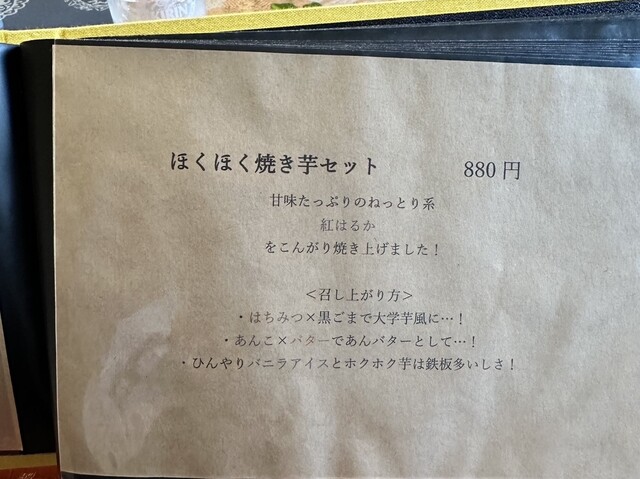 ほくほく焼き芋セット 880円
甘味たっぷりのねっとり系
紅はるか
をこんがり焼き上げました！
＜召し上がり方＞
・はちみつ×黒ごまで大学芋風に…！
・あんこ×バターであんバターとして…！
・ひんやりバニラアイスとホクホク芋は鉄板多いしさ！